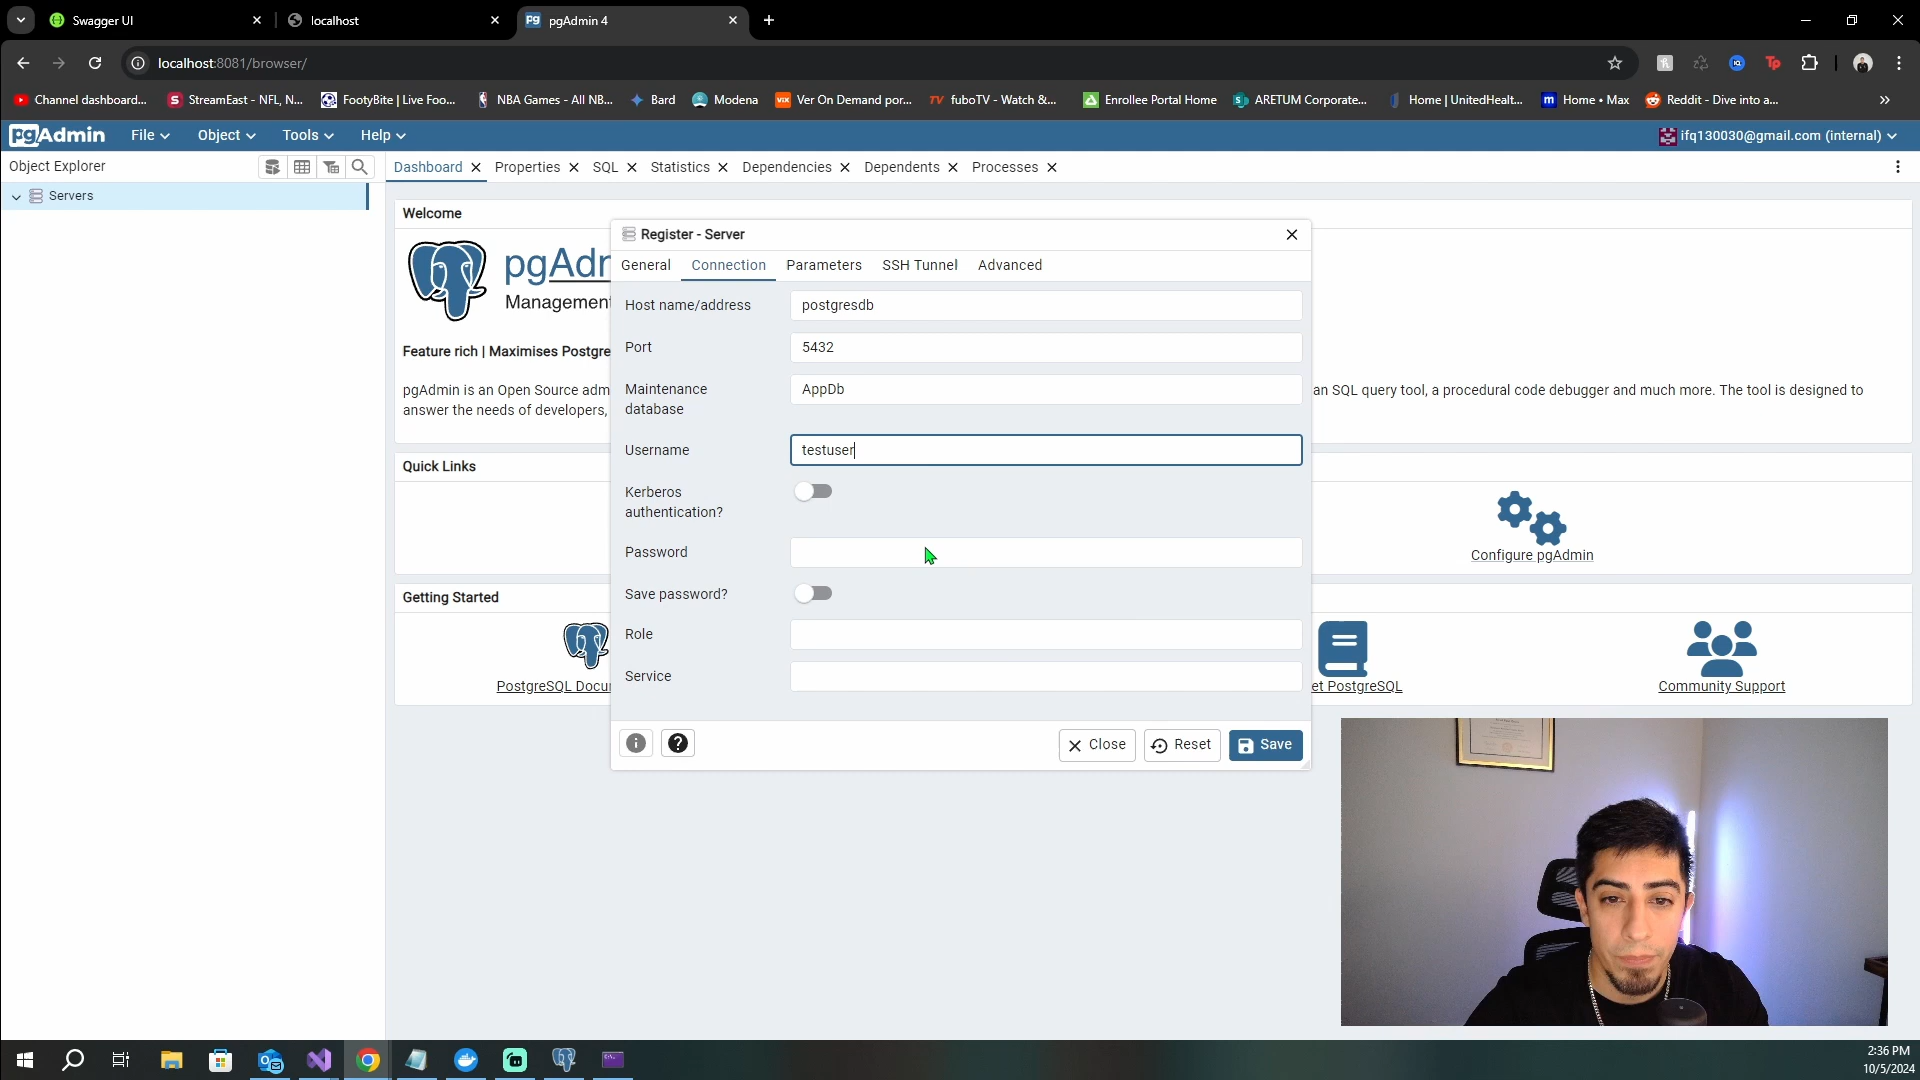 Swagger UI
localhost
pgAdmin 4
localhost:8081/browser/
Channel dashboard...
StreamEast - NFL, N...
FootyBite | Live Foo...
NBA Games - All NB...
Bard
Modena
Ver On Demand por...
fuboTV - Watch &...
Enrollee Portal Home
ARETUM Corporate...
Home | UnitedHealt...
Home • Max
Reddit - Dive into a...
pgAdmin
File
Object
Tools
Help
ifq130030@gmail.com (internal)
Object Explorer
Dashboard
Properties
SQL
Statistics
Dependencies
Dependents
Processes
Servers
Welcome
Management
Feature rich | Maximises Postgre
pgAdmin is an Open Source adm
an SQL query tool, a procedural code debugger and much more. The tool is designed to
answer the needs of developers,
Quick Links
Configure pgAdmin
Getting Started
PostgreSQL Docu
et PostgreSQL
Community Support
Register - Server
General
Connection
Parameters
SSH Tunnel
Advanced
Host name/address
postgresdb
Port
5432
Maintenance
database
AppDb
Username
testuser
Kerberos
authentication?
Password
Save password?
Role
Service
Close
Reset
Save
2:36 PM
10/5/2024